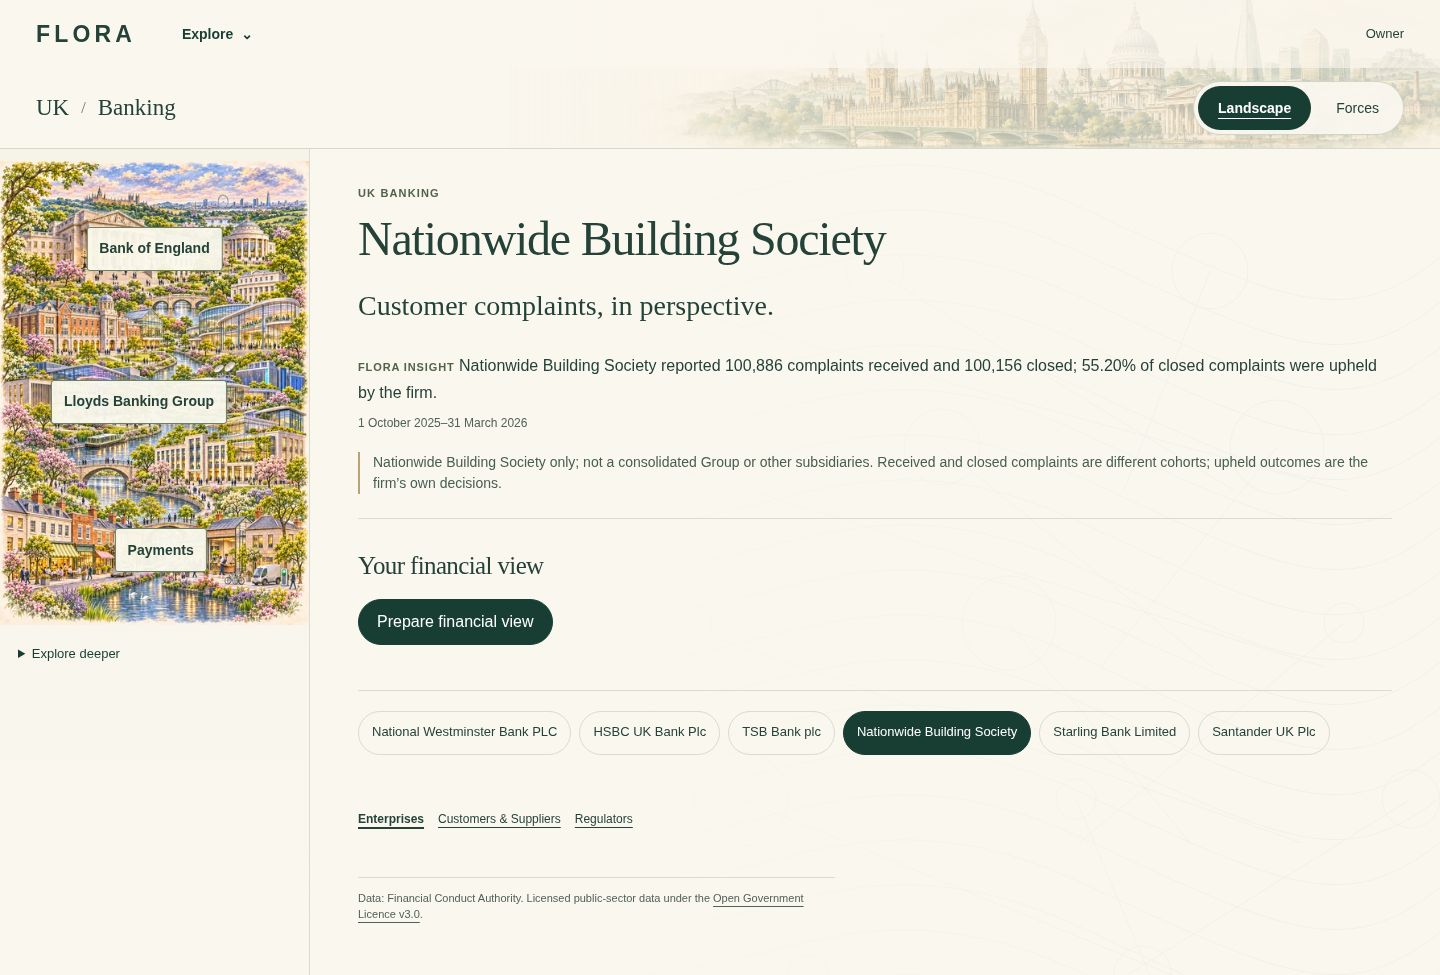 FLORA
Explore
Owner
UK / Banking
Landscape
Forces
Bank of England
Lloyds Banking Group
Payments
Explore deeper
UK BANKING
Nationwide Building Society
Customer complaints, in perspective.
FLORA INSIGHT Nationwide Building Society reported 100,886 complaints received and 100,156 closed; 55.20% of closed complaints were upheld
by the firm.
1 October 2025–31 March 2026
Nationwide Building Society only; not a consolidated Group or other subsidiaries. Received and closed complaints are different cohorts; upheld outcomes are the
firm's own decisions.
Your financial view
Prepare financial view
National Westminster Bank PLC
HSBC UK Bank Plc
TSB Bank plc
Nationwide Building Society
Starling Bank Limited
Santander UK Plc
Enterprises
Customers & Suppliers
Regulators
Data: Financial Conduct Authority. Licensed public-sector data under the Open Government
Licence v3.0.